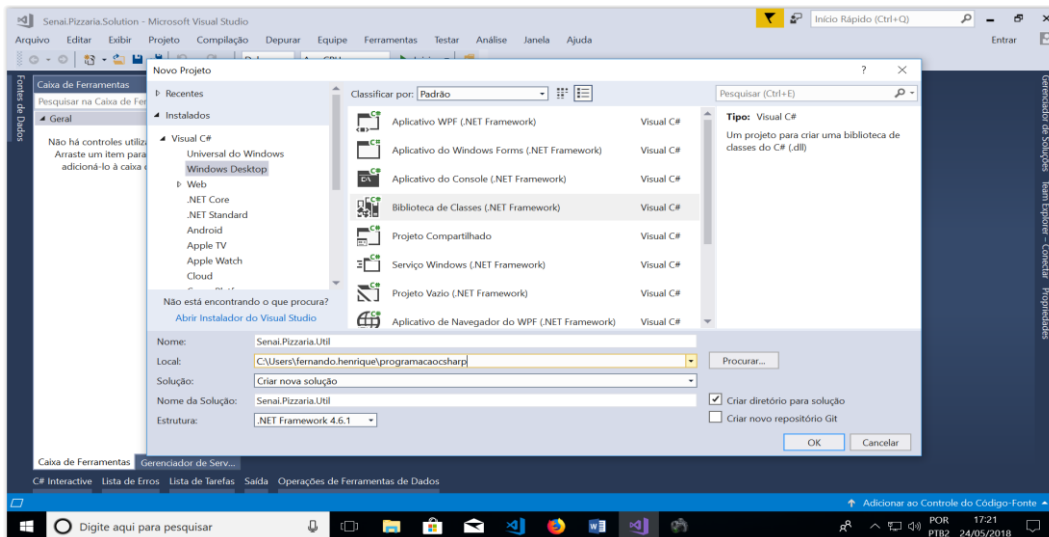 Senai.Pizzaria.Solution - Microsoft Visual Studio
Início Rápido (Ctrl+Q)
Arquivo Editar Exibir Projeto Compilação Depurar Equipe Ferramentas Testar Análise Janela Ajuda
Entrar
Fontes de Dados
Caixa de Ferramentas
Pesquisar na Caixa de Fer
Geral
Não há controles utiliz
Arraste um item para
adicioná-lo à caixa
Novo Projeto
Recentes
Instalados
Visual C#
Universal do Windows
Windows Desktop
Web
.NET Core
.NET Standard
Android
Apple TV
Apple Watch
Cloud
Não está encontrando o que procura?
Abrir Instalador do Visual Studio
Classificar por: Padrão
Aplicativo WPF (.NET Framework) Visual C#
Aplicativo do Windows Forms (.NET Framework) Visual C#
Aplicativo do Console (.NET Framework) Visual C#
Biblioteca de Classes (.NET Framework) Visual C#
Projeto Compartilhado Visual C#
Serviço Windows (.NET Framework) Visual C#
Projeto Vazio (.NET Framework) Visual C#
Aplicativo de Navegador do WPF (.NET Framework) Visual C#
Pesquisar (Ctrl+E)
Tipo: Visual C#
Um projeto para criar uma biblioteca de
classes do C# (.dll)
Nome: Senai.Pizzaria.Util
Local: C:\Users\fernando.henrique\programacaocsharp
Procurar...
Solução: Criar nova solução
Nome da Solução: Senai.Pizzaria.Util
Criar diretório para solução
Estrutura: .NET Framework 4.6.1
Criar novo repositório Git
OK Cancelar
Gerenciador de Soluções
Team Explorer – Conectar
Propriedades
Caixa de Ferramentas Gerenciador de Serv...
C# Interactive Lista de Erros Lista de Tarefas Saída Operações de Ferramentas de Dados
Adicionar ao Controle do Código-Fonte
Digite aqui para pesquisar
POR
PTB2
17:21
24/05/2018